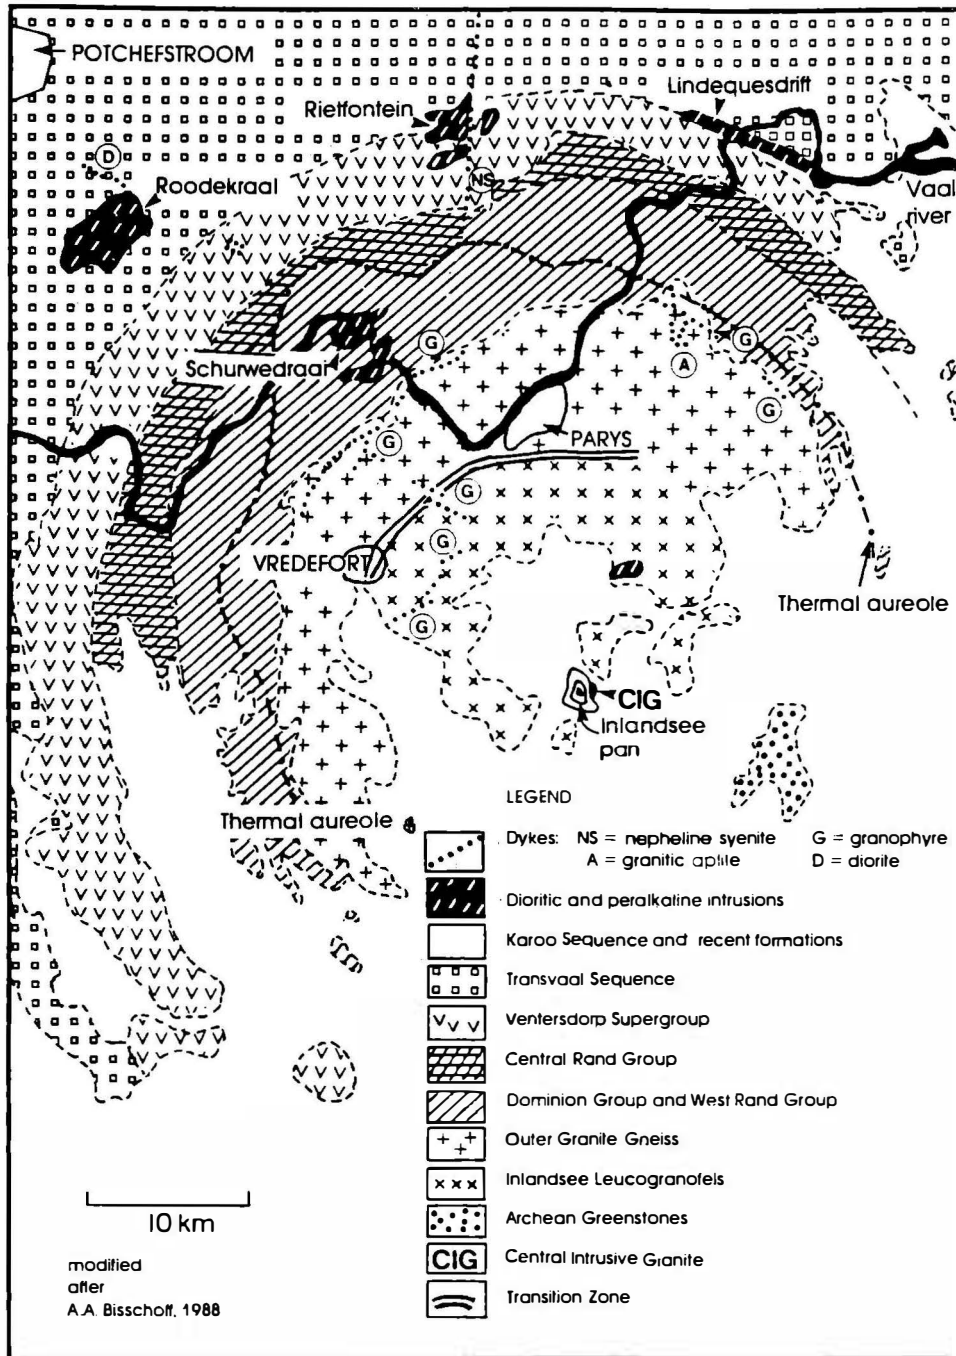 POTCHEFSTROOM
Rietfontein
Lindequesdrift
D
Roodekraal
NS
Vaal
river
G
G
Schurwedraai
A
G
PARYS
G
G
G
VREDEFORT
Thermal aureole
G
CIG
Inlandsee
pan
Thermal aureole
LEGEND
Dykes: NS = nepheline syenite G = granophyre
A = granitic aplite D = diorite
Dioritic and peralkaline intrusions
Karoo Sequence and recent formations
Transvaal Sequence
Ventersdorp Supergroup
Central Rand Group
Dominion Group and West Rand Group
Outer Granite Gneiss
Inlandsee Leucogranofels
Archean Greenstones
CIG Central Intrusive Granite
Transition Zone
10 km
modified
after
A.A. Bisschoff, 1988